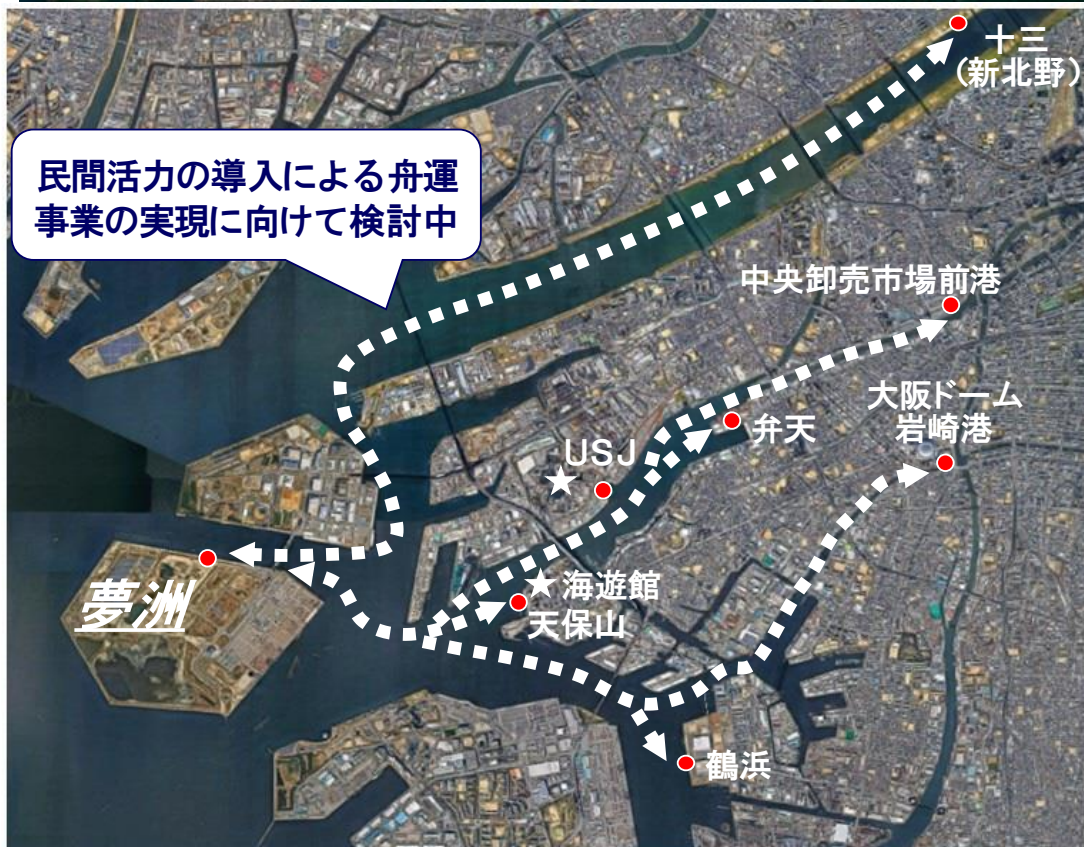 十三
(新北野)
民間活力の導入による舟運
事業の実現に向けて検討中
中央卸売市場前港
大阪ドーム
岩崎港
弁天
USJ
★海遊館
天保山
夢洲
鶴浜